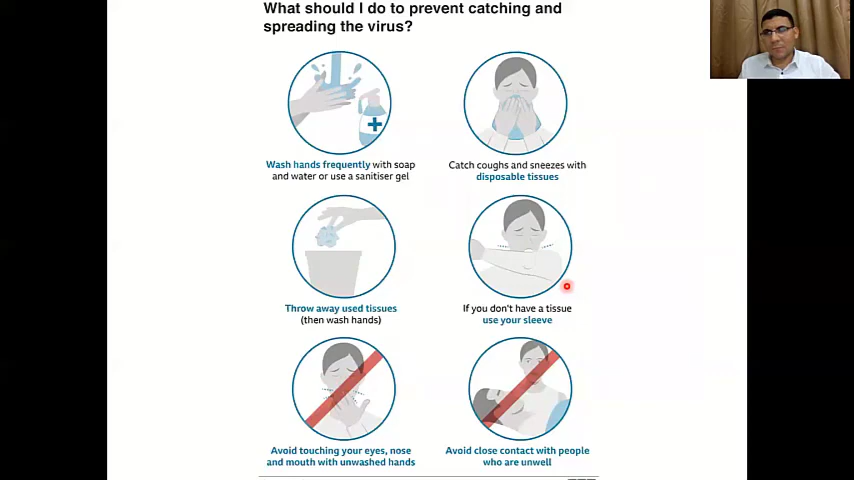 What should I do to prevent catching and
spreading the virus?
Wash hands frequently with soap
and water or use a sanitiser gel
Catch coughs and sneezes with
disposable tissues
Throw away used tissues
(then wash hands)
If you don't have a tissue
use your sleeve
Avoid touching your eyes, nose
and mouth with unwashed hands
Avoid close contact with people
who are unwell